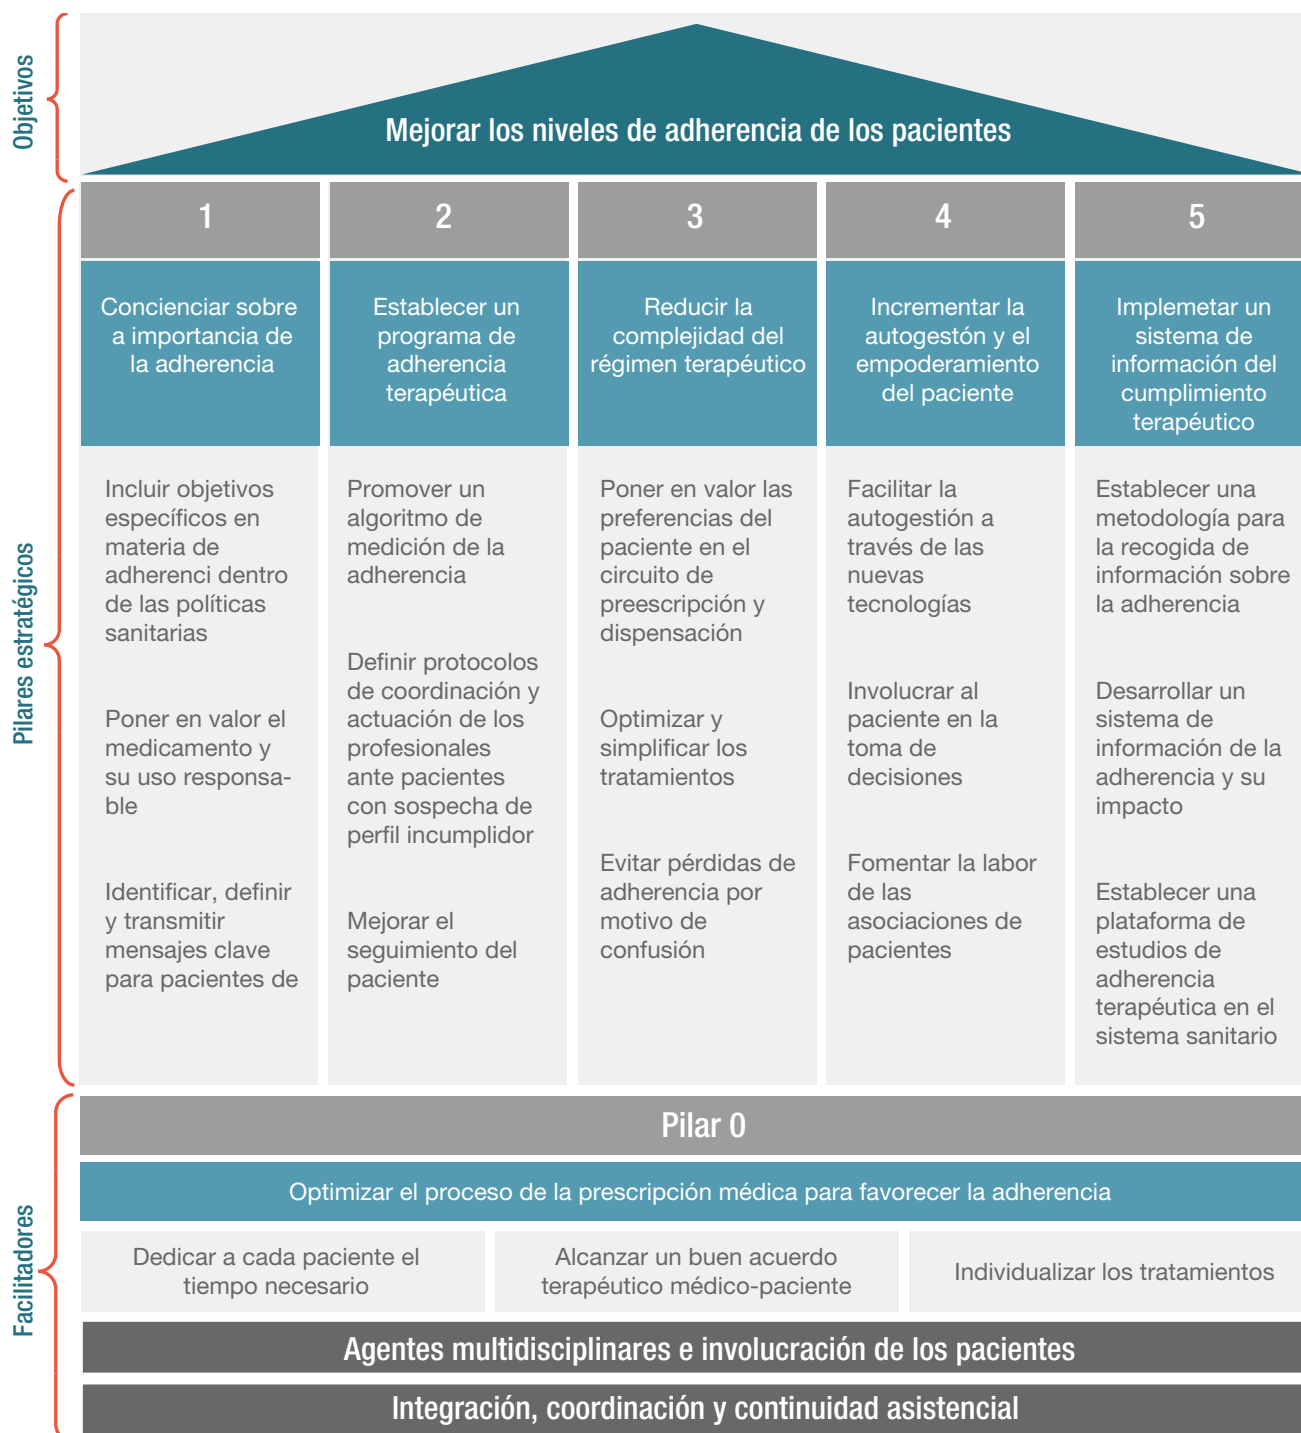 Objetivos
Mejorar los niveles de adherencia de los pacientes
Pilares estratégicos
1
Concienciar sobre
a importancia de
la adherencia
Incluir objetivos
específicos en
materia de
adherenci dentro
de las políticas
sanitarias
Poner en valor el
medicamento y
su uso responsa-
ble
Identificar, definir
y transmitir
mensajes clave
para pacientes de
2
Establecer un
programa de
adherencia
terapéutica
Promover un
algoritmo de
medición de la
adherencia
Definir protocolos
de coordinación y
actuación de los
profesionales
ante pacientes
con sospecha de
perfil incumplidor
Mejorar el
seguimiento del
paciente
3
Reducir la
complejidad del
régimen terapéutico
Poner en valor las
preferencias del
paciente en el
circuito de
preescripción y
dispensación
Optimizar y
simplificar los
tratamientos
Evitar pérdidas de
adherencia por
motivo de
confusión
4
Incrementar la
autogestón y el
empoderamiento
del paciente
Facilitar la
autogestión a
través de las
nuevas
tecnologías
Involucrar al
paciente en la
toma de
decisiones
Fomentar la labor
de las
asociaciones de
pacientes
5
Implemetar un
sistema de
información del
cumplimiento
terapéutico
Establecer una
metodología para
la recogida de
información sobre
la adherencia
Desarrollar un
sistema de
información de la
adherencia y su
impacto
Establecer una
plataforma de
estudios de
adherencia
terapéutica en el
sistema sanitario
Facilitadores
Pilar 0
Optimizar el proceso de la prescripción médica para favorecer la adherencia
Dedicar a cada paciente el
tiempo necesario
Alcanzar un buen acuerdo
terapéutico médico-paciente
Individualizar los tratamientos
Agentes multidisciplinares e involucración de los pacientes
Integración, coordinación y continuidad asistencial